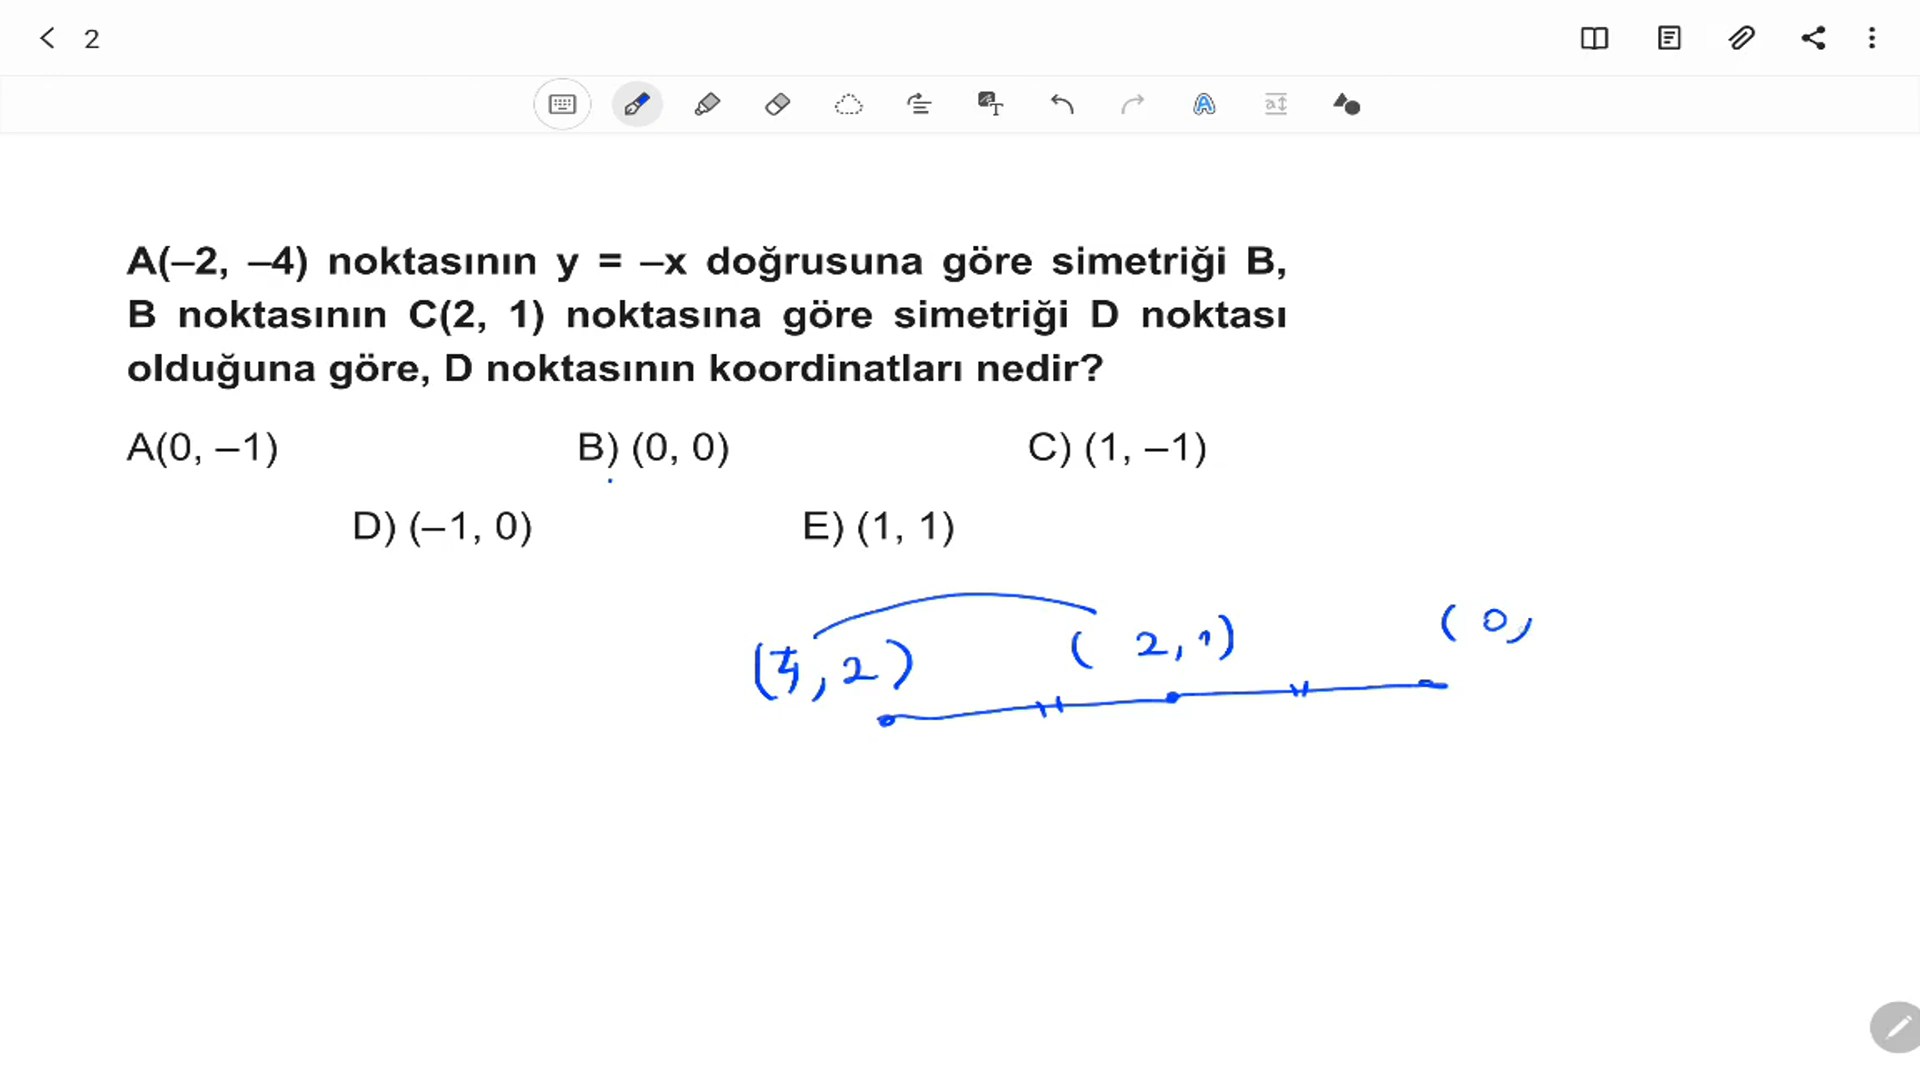 2
A(–2, –4) noktasının y = –x doğrusuna göre simetriği B,
B noktasının C(2, 1) noktasına göre simetriği D noktası
olduğuna göre, D noktasının koordinatları nedir?
A(0, –1) B) (0, 0) C) (1, –1)
D) (–1, 0) E) (1, 1)
(4, 2) (2, 1) (0,